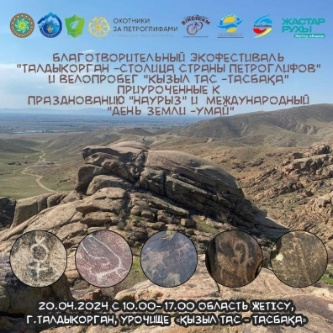 ОХОТНИКИ
ЗА ПЕТРОГЛИФАМИ
ЖАСТАР
РУХЫ
БЛАГОТВОРИТЕЛЬНЫЙ ЭКОФЕСТИВАЛЬ
"ТАЛДЫКОРГАН -СТОЛИЦА СТРАНЫ ПЕТРОГЛИФОВ"
И ВЕЛОПРОБЕГ "КЫЗЫЛ ТАС -ТАСБАҚА"
ПРИУРОЧЕННЫЕ К
ПРАЗДНОВАНИЮ "НАУРЫЗ" И МЕЖДУНАРОДНЫЙ
"ДЕНЬ ЗЕМЛИ -УМАЙ"
20.04.2024 С 10.00- 17.00 ОБЛАСТЬ ЖЕТІСУ,
Г.ТАЛДЫКОРГАН, УРОЧИЩЕ «КЫЗЫЛ ТАС - ТАСБАҚА»